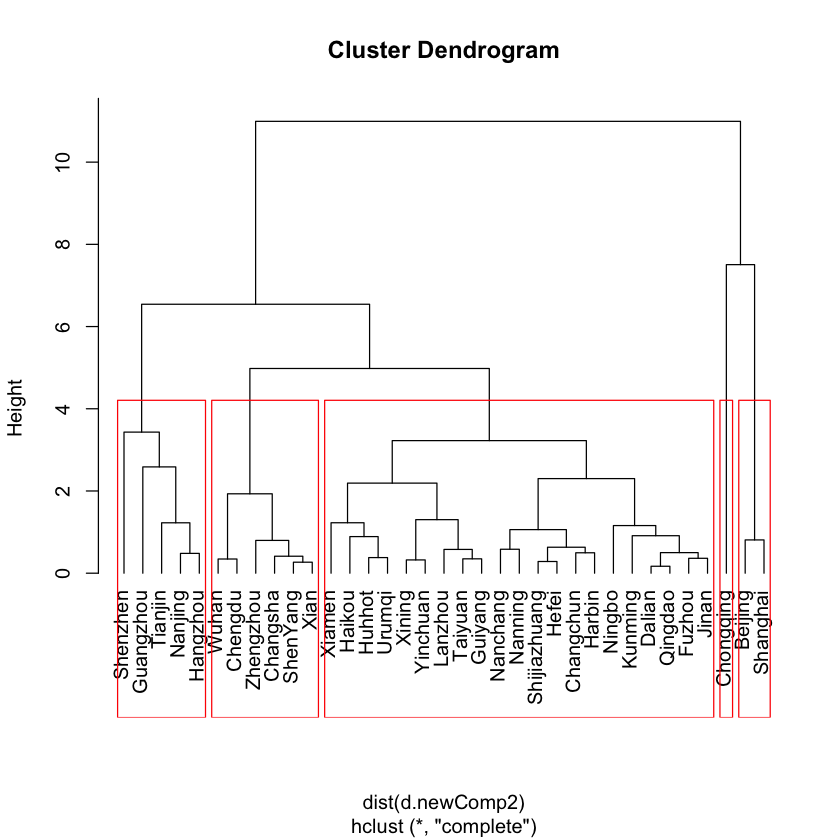 Cluster Dendrogram
Height
10
8
6
4
2
0
Shenzhen
Guangzhou
Tianjin
Nanjing
Hangzhou
Wuhan
Chengdu
Zhengzhou
Changsha
ShenYang
Xian
Xiamen
Haikou
Huhhot
Urumqi
Xining
Yinchuan
Lanzhou
Taiyuan
Guiyang
Nanchang
Nanning
Shijiazhuang
Hefei
Changchun
Harbin
Ningbo
Kunming
Dalian
Qingdao
Fuzhou
Jinan
Chongqing
Beijing
Shanghai
dist(d.newComp2)
hclust (*, "complete")